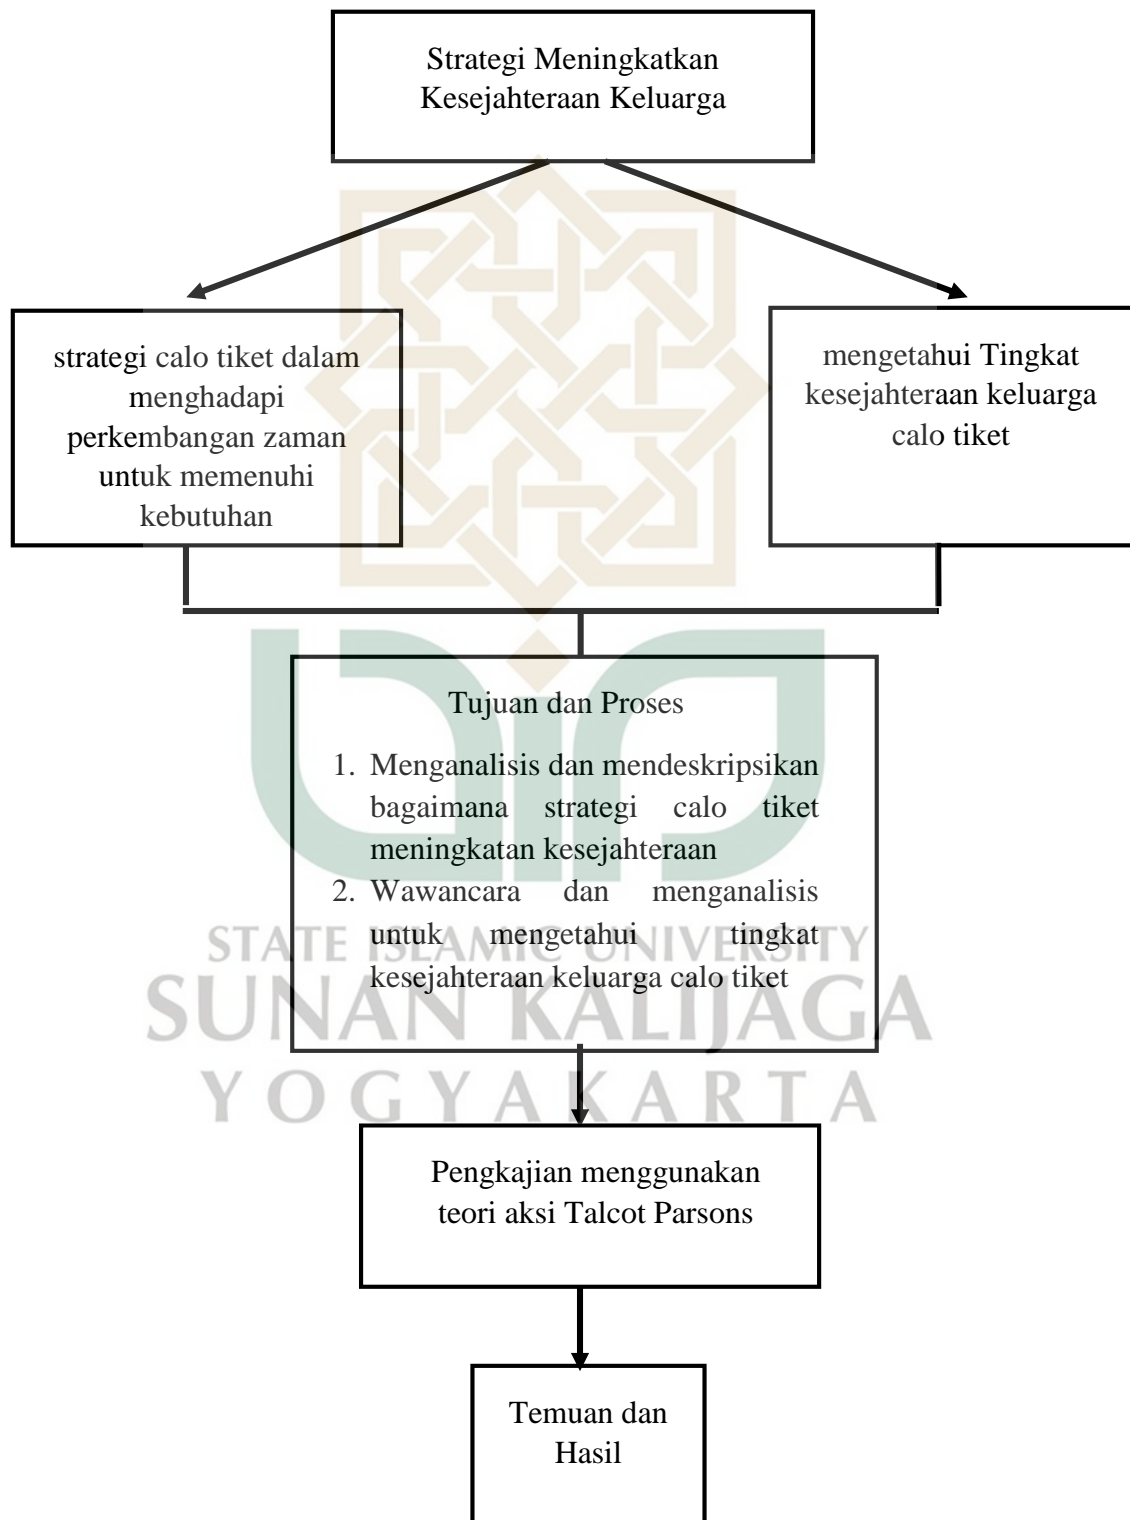 Strategi Meningkatkan
Kesejahteraan Keluarga
strategi calo tiket dalam
menghadapi
perkembangan zaman
untuk memenuhi
kebutuhan
mengetahui Tingkat
kesejahteraan keluarga
calo tiket
Tujuan dan Proses
1. Menganalisis dan mendeskripsikan
bagaimana strategi calo tiket
meningkatan kesejahteraan
2. Wawancara dan menganalisis
untuk mengetahui tingkat
kesejahteraan keluarga calo tiket
STATE ISLAMIC UNIVERSITY
SUNAN KALIJAGA
YOGYAKARTA
Pengkajian menggunakan
teori aksi Talcot Parsons
Temuan dan
Hasil